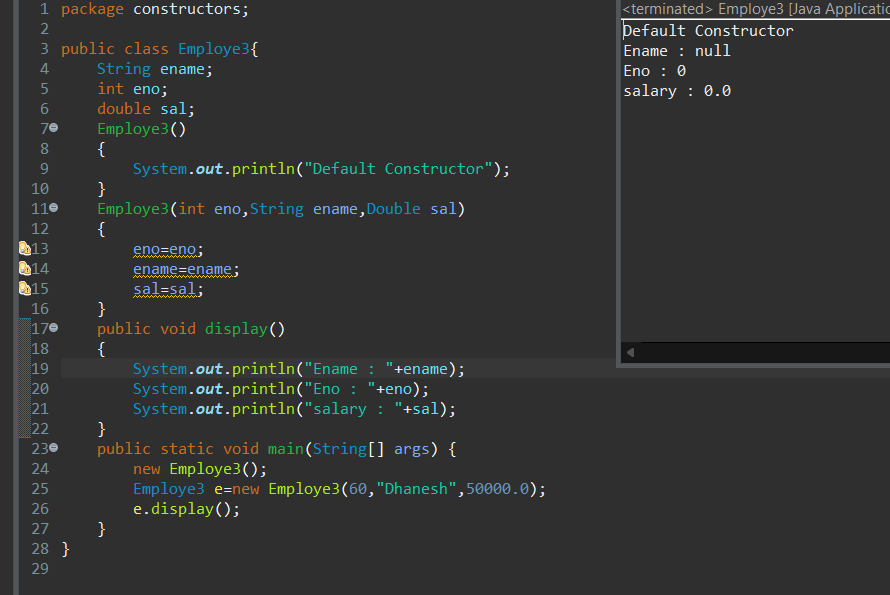 1 package constructors;
2
3 public class Employe3{
4     String ename;
5     int eno;
6     double sal;
7     Employe3()
8     {
9         System.out.println("Default Constructor");
10     }
11     Employe3(int eno,String ename,Double sal)
12     {
13         eno=eno;
14         ename=ename;
15         sal=sal;
16     }
17     public void display()
18     {
19         System.out.println("Ename : "+ename);
20         System.out.println("Eno : "+eno);
21         System.out.println("salary : "+sal);
22     }
23     public static void main(String[] args) {
24         new Employe3();
25         Employe3 e=new Employe3(60,"Dhanesh",50000.0);
26         e.display();
27     }
28 }
29
<terminated> Employe3 [Java Applicatio
Default Constructor
Ename : null
Eno : 0
salary : 0.0